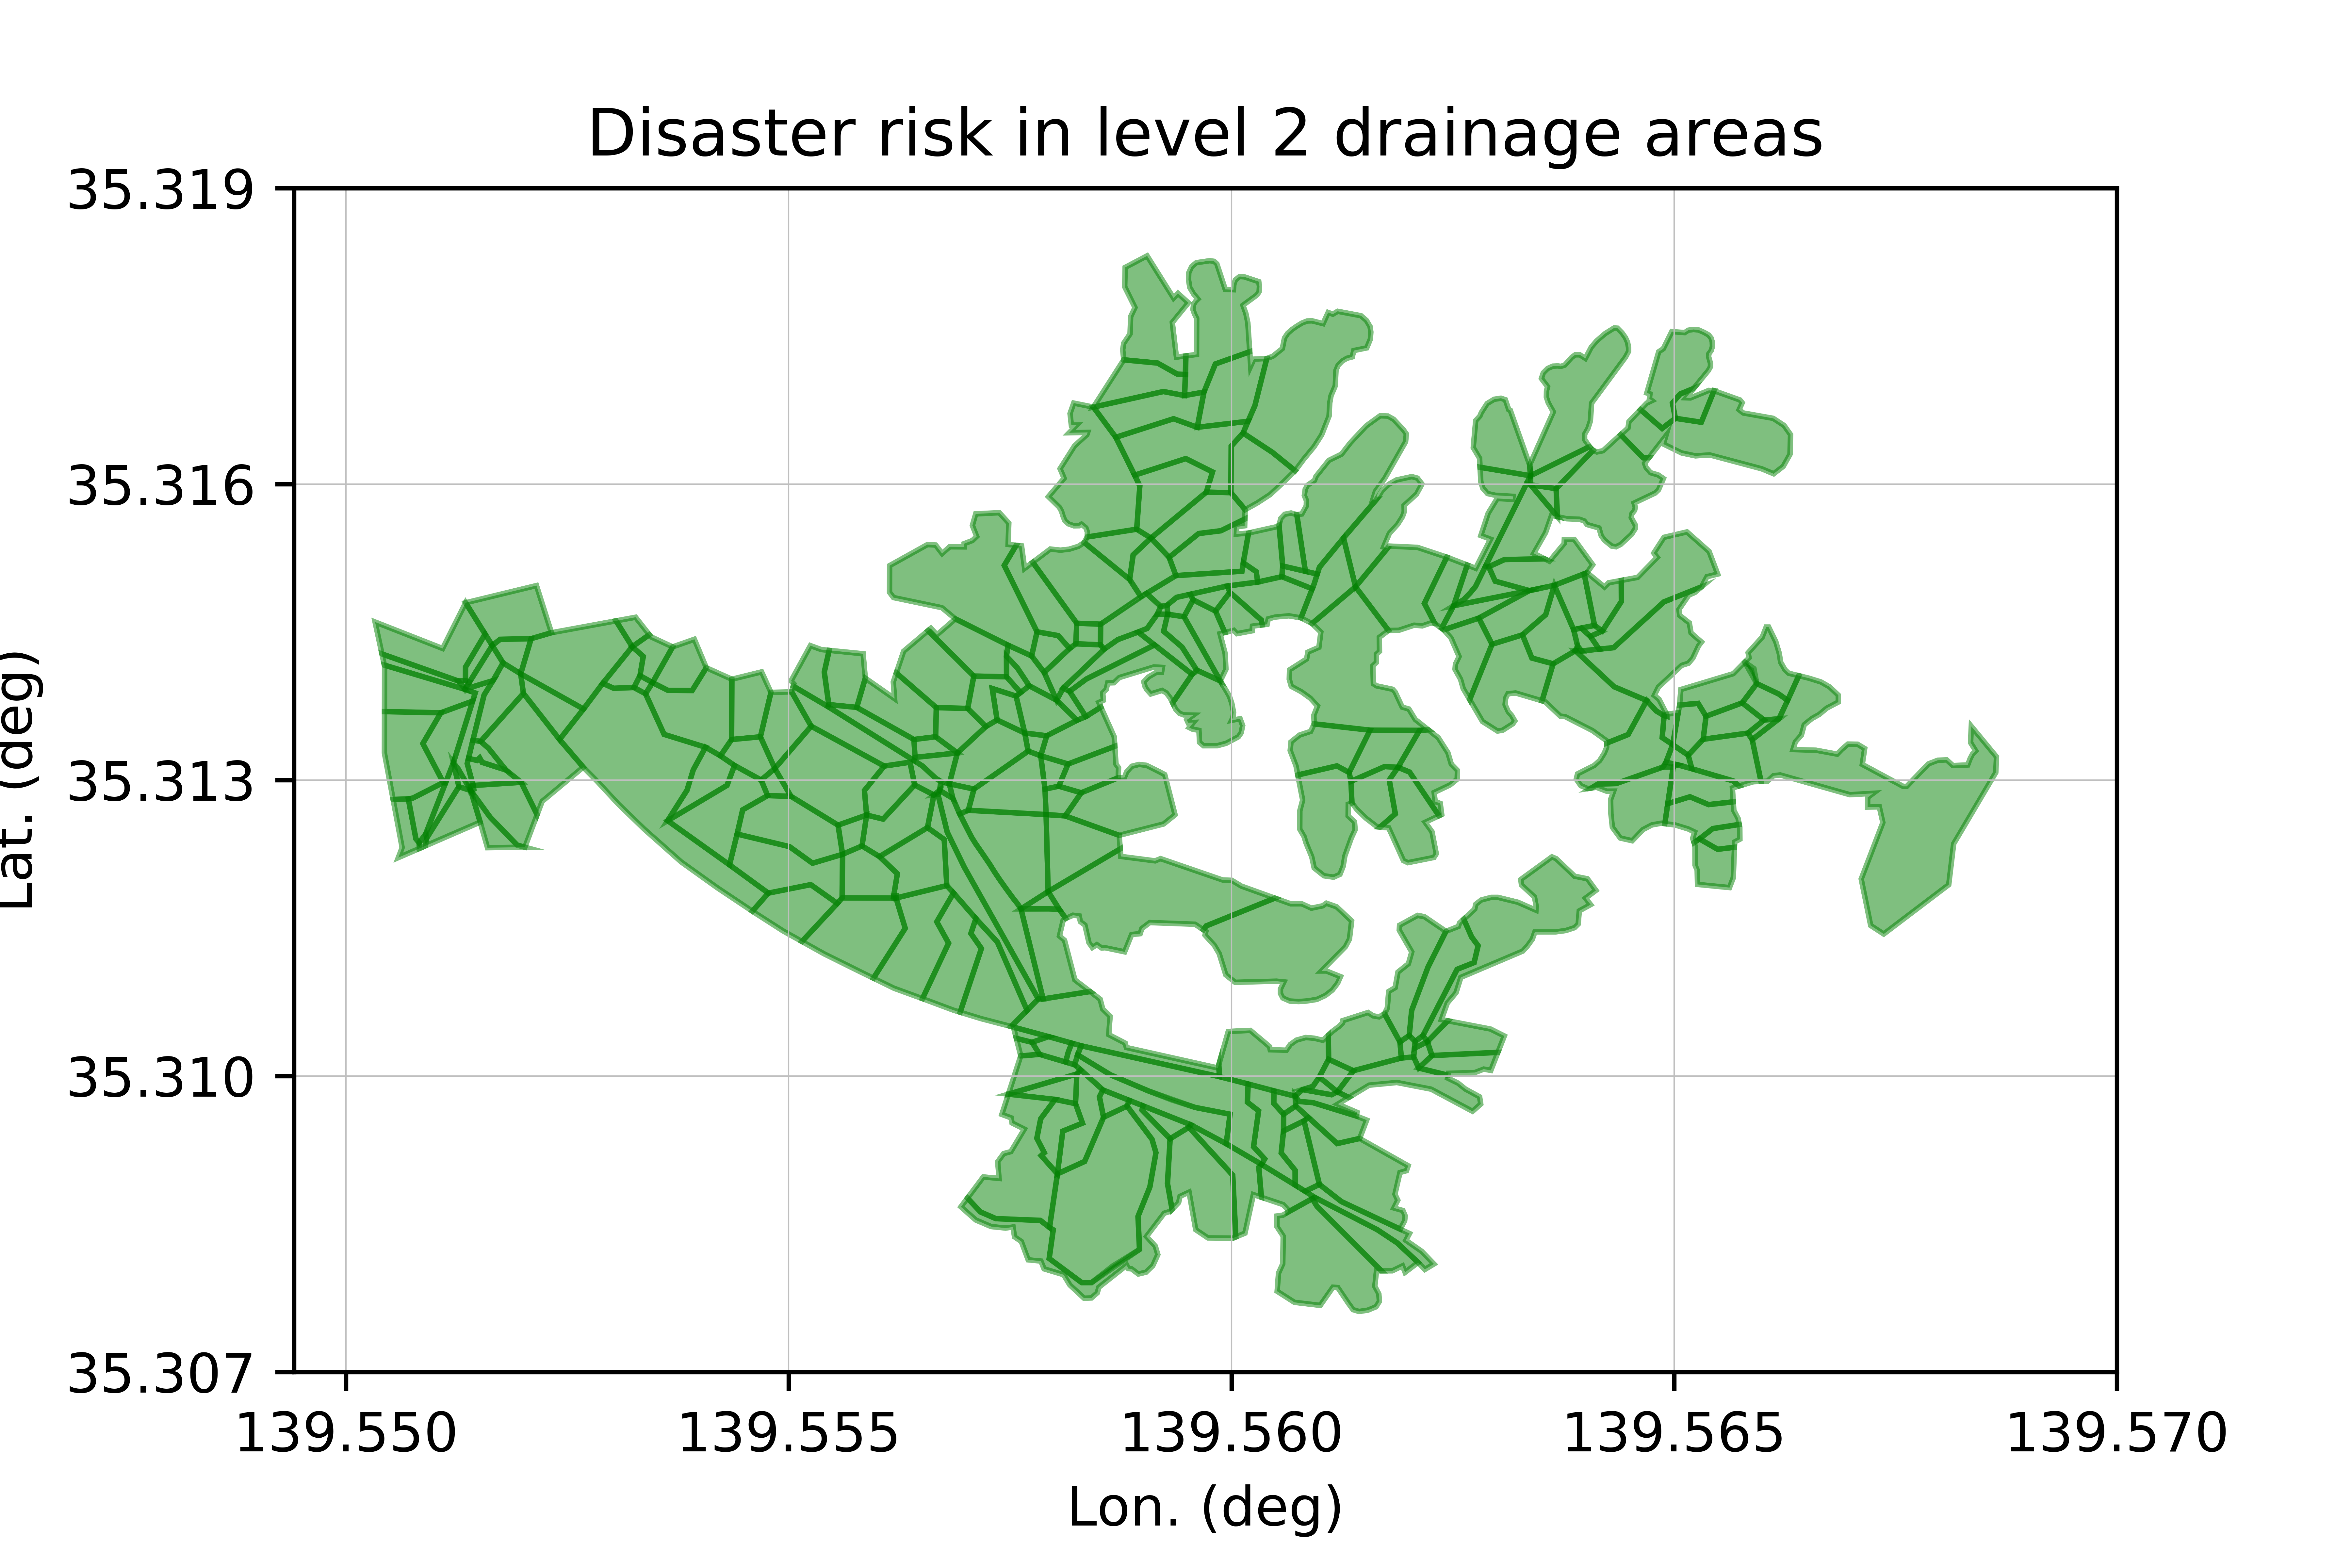 Disaster risk in level 2 drainage areas
35.319
35.316
35.313
35.310
35.307
Lat. (deg)
139.550 139.555 139.560 139.565 139.570
Lon. (deg)